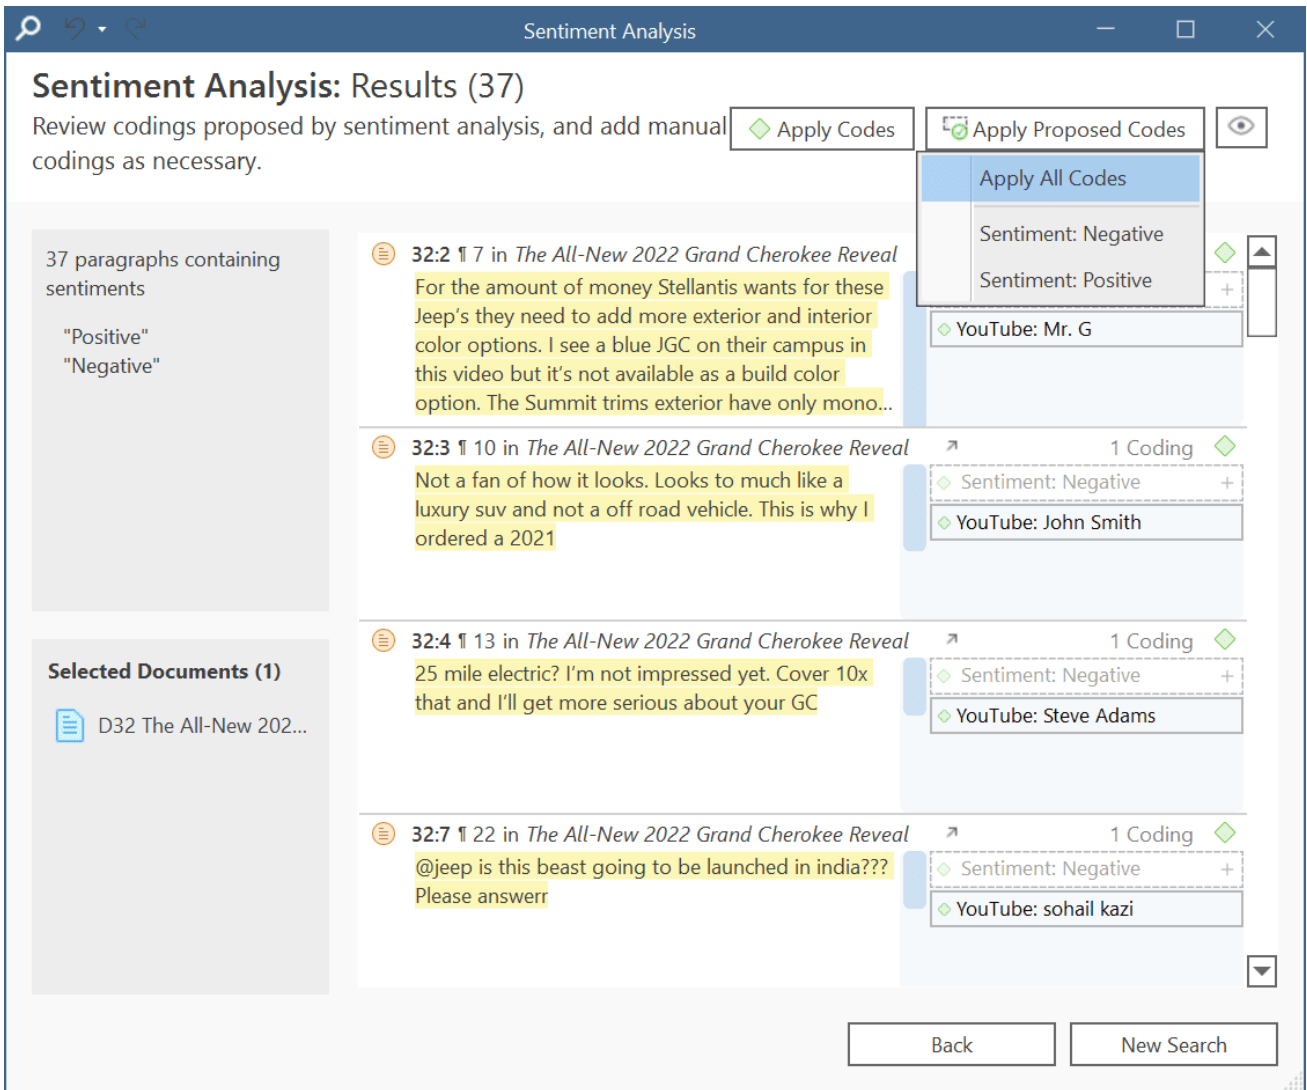 Sentiment Analysis
Sentiment Analysis: Results (37)
Review codings proposed by sentiment analysis, and add manual
codings as necessary.
Apply Codes
Apply Proposed Codes
Apply All Codes
Sentiment: Negative
Sentiment: Positive
37 paragraphs containing
sentiments
"Positive"
"Negative"
Selected Documents (1)
D32 The All-New 202...
32:2 ¶ 7 in The All-New 2022 Grand Cherokee Reveal
For the amount of money Stellantis wants for these
Jeep's they need to add more exterior and interior
color options. I see a blue JGC on their campus in
this video but it's not available as a build color
option. The Summit trims exterior have only mono...
YouTube: Mr. G
32:3 ¶ 10 in The All-New 2022 Grand Cherokee Reveal
1 Coding
Not a fan of how it looks. Looks to much like a
luxury suv and not a off road vehicle. This is why I
ordered a 2021
Sentiment: Negative
YouTube: John Smith
32:4 ¶ 13 in The All-New 2022 Grand Cherokee Reveal
1 Coding
25 mile electric? I'm not impressed yet. Cover 10x
that and I'll get more serious about your GC
Sentiment: Negative
YouTube: Steve Adams
32:7 ¶ 22 in The All-New 2022 Grand Cherokee Reveal
1 Coding
@jeep is this beast going to be launched in india???
Please answerr
Sentiment: Negative
YouTube: sohail kazi
Back
New Search